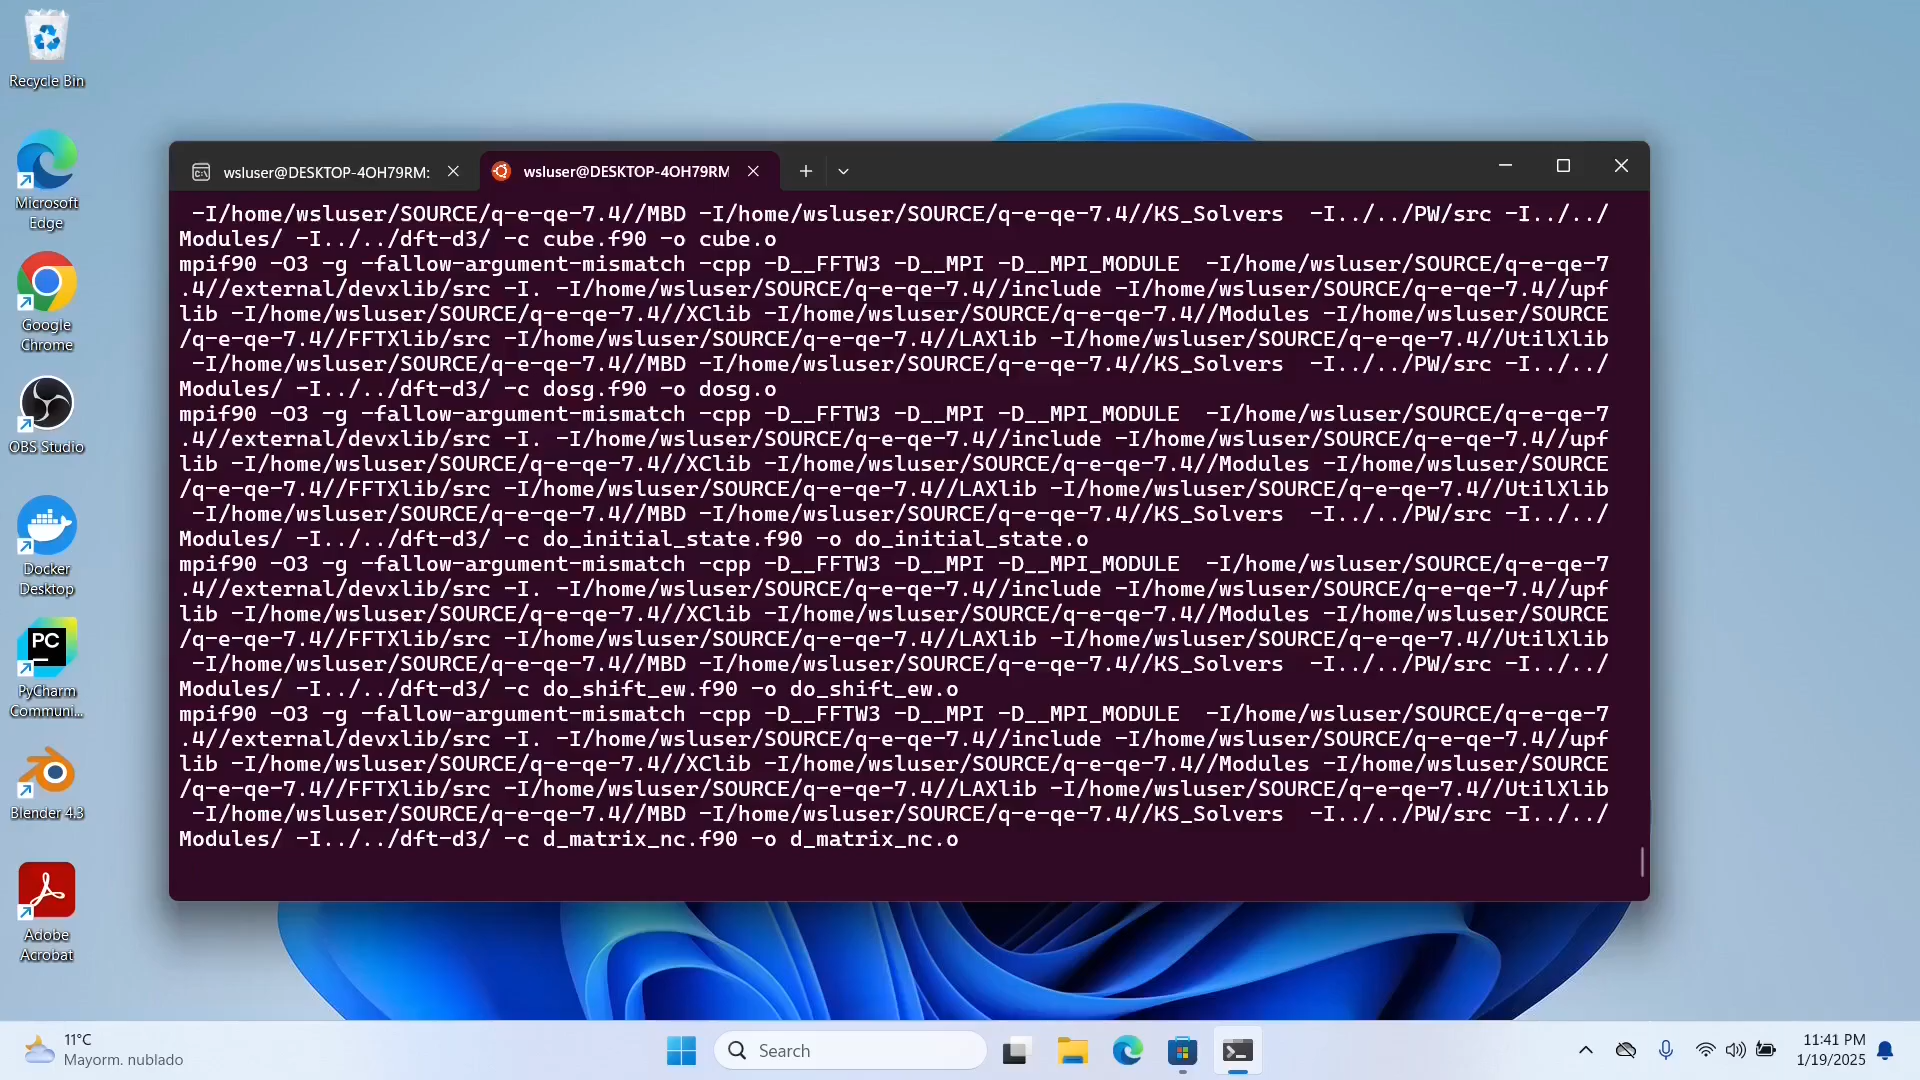 Recycle Bin
Microsoft
Edge
Google
Chrome
OBS Studio
Docker
Desktop
PC
PyCharm
Communi...
Blender 4.3
Adobe
Acrobat
wsluser@DESKTOP-4OH79RM:
wsluser@DESKTOP-4OH79RM
-I/home/wsluser/SOURCE/q-e-qe-7.4//MBD -I/home/wsluser/SOURCE/q-e-qe-7.4//KS_Solvers  -I../../PW/src -I../../
Modules/ -I../../dft-d3/ -c cube.f90 -o cube.o
mpif90 -O3 -g -fallow-argument-mismatch -cpp -D__FFTW3 -D__MPI -D__MPI_MODULE  -I/home/wsluser/SOURCE/q-e-qe-7
.4//external/devxlib/src -I. -I/home/wsluser/SOURCE/q-e-qe-7.4//include -I/home/wsluser/SOURCE/q-e-qe-7.4//upf
lib -I/home/wsluser/SOURCE/q-e-qe-7.4//XClib -I/home/wsluser/SOURCE/q-e-qe-7.4//Modules -I/home/wsluser/SOURCE
/q-e-qe-7.4//FFTXlib/src -I/home/wsluser/SOURCE/q-e-qe-7.4//LAXlib -I/home/wsluser/SOURCE/q-e-qe-7.4//UtilXlib
-I/home/wsluser/SOURCE/q-e-qe-7.4//MBD -I/home/wsluser/SOURCE/q-e-qe-7.4//KS_Solvers  -I../../PW/src -I../../
Modules/ -I../../dft-d3/ -c dosg.f90 -o dosg.o
mpif90 -O3 -g -fallow-argument-mismatch -cpp -D__FFTW3 -D__MPI -D__MPI_MODULE  -I/home/wsluser/SOURCE/q-e-qe-7
.4//external/devxlib/src -I. -I/home/wsluser/SOURCE/q-e-qe-7.4//include -I/home/wsluser/SOURCE/q-e-qe-7.4//upf
lib -I/home/wsluser/SOURCE/q-e-qe-7.4//XClib -I/home/wsluser/SOURCE/q-e-qe-7.4//Modules -I/home/wsluser/SOURCE
/q-e-qe-7.4//FFTXlib/src -I/home/wsluser/SOURCE/q-e-qe-7.4//LAXlib -I/home/wsluser/SOURCE/q-e-qe-7.4//UtilXlib
-I/home/wsluser/SOURCE/q-e-qe-7.4//MBD -I/home/wsluser/SOURCE/q-e-qe-7.4//KS_Solvers  -I../../PW/src -I../../
Modules/ -I../../dft-d3/ -c do_initial_state.f90 -o do_initial_state.o
mpif90 -O3 -g -fallow-argument-mismatch -cpp -D__FFTW3 -D__MPI -D__MPI_MODULE  -I/home/wsluser/SOURCE/q-e-qe-7
.4//external/devxlib/src -I. -I/home/wsluser/SOURCE/q-e-qe-7.4//include -I/home/wsluser/SOURCE/q-e-qe-7.4//upf
lib -I/home/wsluser/SOURCE/q-e-qe-7.4//XClib -I/home/wsluser/SOURCE/q-e-qe-7.4//Modules -I/home/wsluser/SOURCE
/q-e-qe-7.4//FFTXlib/src -I/home/wsluser/SOURCE/q-e-qe-7.4//LAXlib -I/home/wsluser/SOURCE/q-e-qe-7.4//UtilXlib
-I/home/wsluser/SOURCE/q-e-qe-7.4//MBD -I/home/wsluser/SOURCE/q-e-qe-7.4//KS_Solvers  -I../../PW/src -I../../
Modules/ -I../../dft-d3/ -c do_shift_ew.f90 -o do_shift_ew.o
mpif90 -O3 -g -fallow-argument-mismatch -cpp -D__FFTW3 -D__MPI -D__MPI_MODULE  -I/home/wsluser/SOURCE/q-e-qe-7
.4//external/devxlib/src -I. -I/home/wsluser/SOURCE/q-e-qe-7.4//include -I/home/wsluser/SOURCE/q-e-qe-7.4//upf
lib -I/home/wsluser/SOURCE/q-e-qe-7.4//XClib -I/home/wsluser/SOURCE/q-e-qe-7.4//Modules -I/home/wsluser/SOURCE
/q-e-qe-7.4//FFTXlib/src -I/home/wsluser/SOURCE/q-e-qe-7.4//LAXlib -I/home/wsluser/SOURCE/q-e-qe-7.4//UtilXlib
-I/home/wsluser/SOURCE/q-e-qe-7.4//MBD -I/home/wsluser/SOURCE/q-e-qe-7.4//KS_Solvers  -I../../PW/src -I../../
Modules/ -I../../dft-d3/ -c d_matrix_nc.f90 -o d_matrix_nc.o
11°C
Mayorm. nublado
Search
11:41 PM
1/19/2025